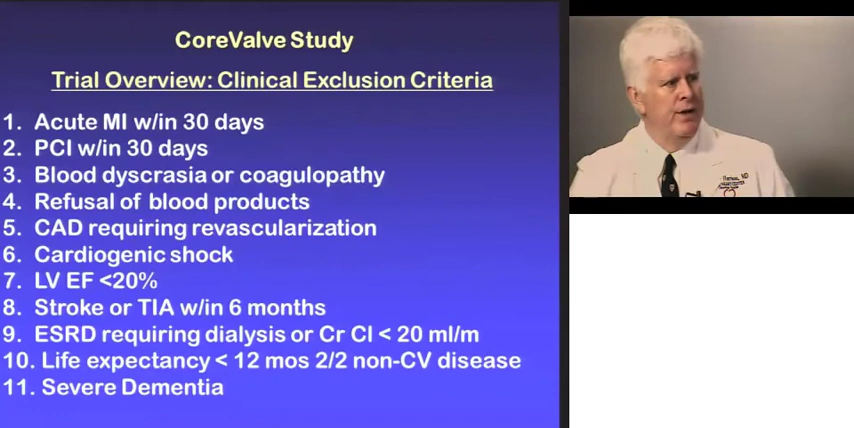 CoreValve Study
Trial Overview: Clinical Exclusion Criteria
1. Acute MI w/in 30 days
2. PCI w/in 30 days
3. Blood dyscrasia or coagulopathy
4. Refusal of blood products
5. CAD requiring revascularization
6. Cardiogenic shock
7. LV EF <20%
8. Stroke or TIA w/in 6 months
9. ESRD requiring dialysis or Cr Cl < 20 ml/m
10. Life expectancy < 12 mos 2/2 non-CV disease
11. Severe Dementia